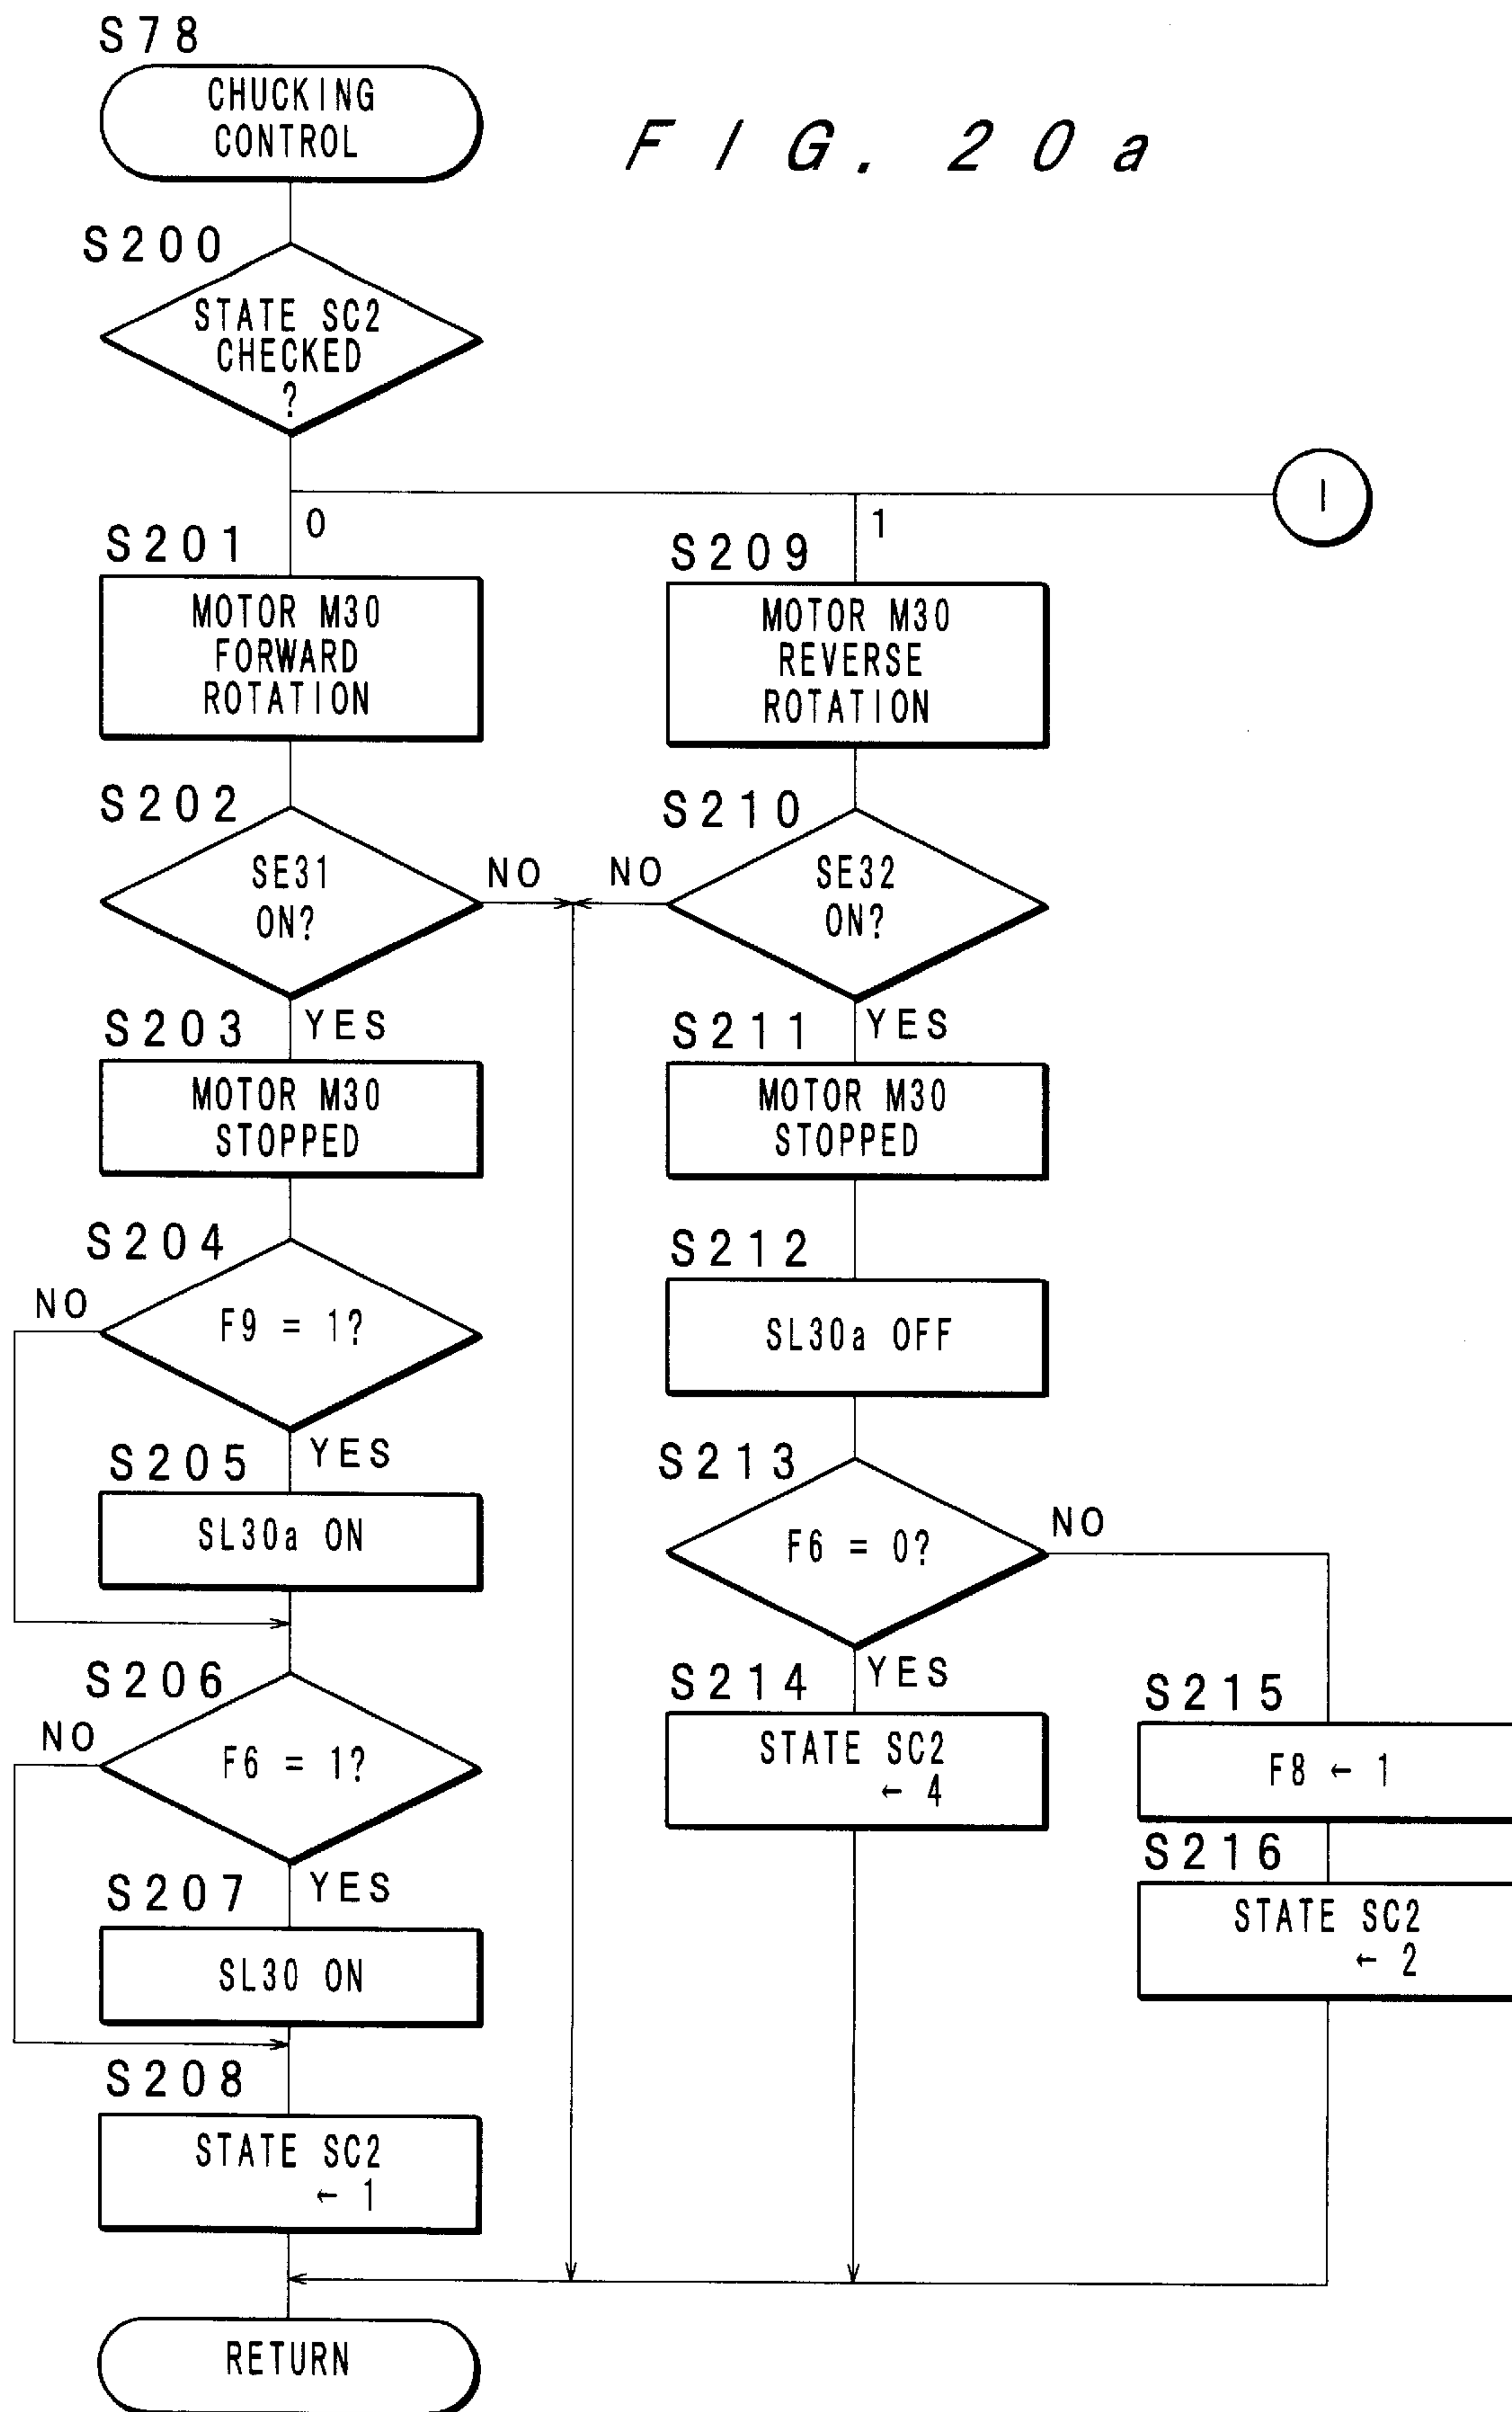 S78
CHUCKING
CONTROL
FIG. 20a
S200
STATE SC2
CHECKED
?
I
0
1
S201
MOTOR M30
FORWARD
ROTATION
S209
MOTOR M30
REVERSE
ROTATION
S202
SE31
ON?
NO
S210
SE32
ON?
NO
YES
S203
MOTOR M30
STOPPED
YES
S211
MOTOR M30
STOPPED
S204
F9 = 1?
NO
S212
SL30a OFF
YES
S205
SL30a ON
S213
F6 = 0?
NO
S206
F6 = 1?
NO
YES
S214
STATE SC2
← 4
S215
F8 ← 1
S216
STATE SC2
← 2
YES
S207
SL30 ON
S208
STATE SC2
← 1
RETURN